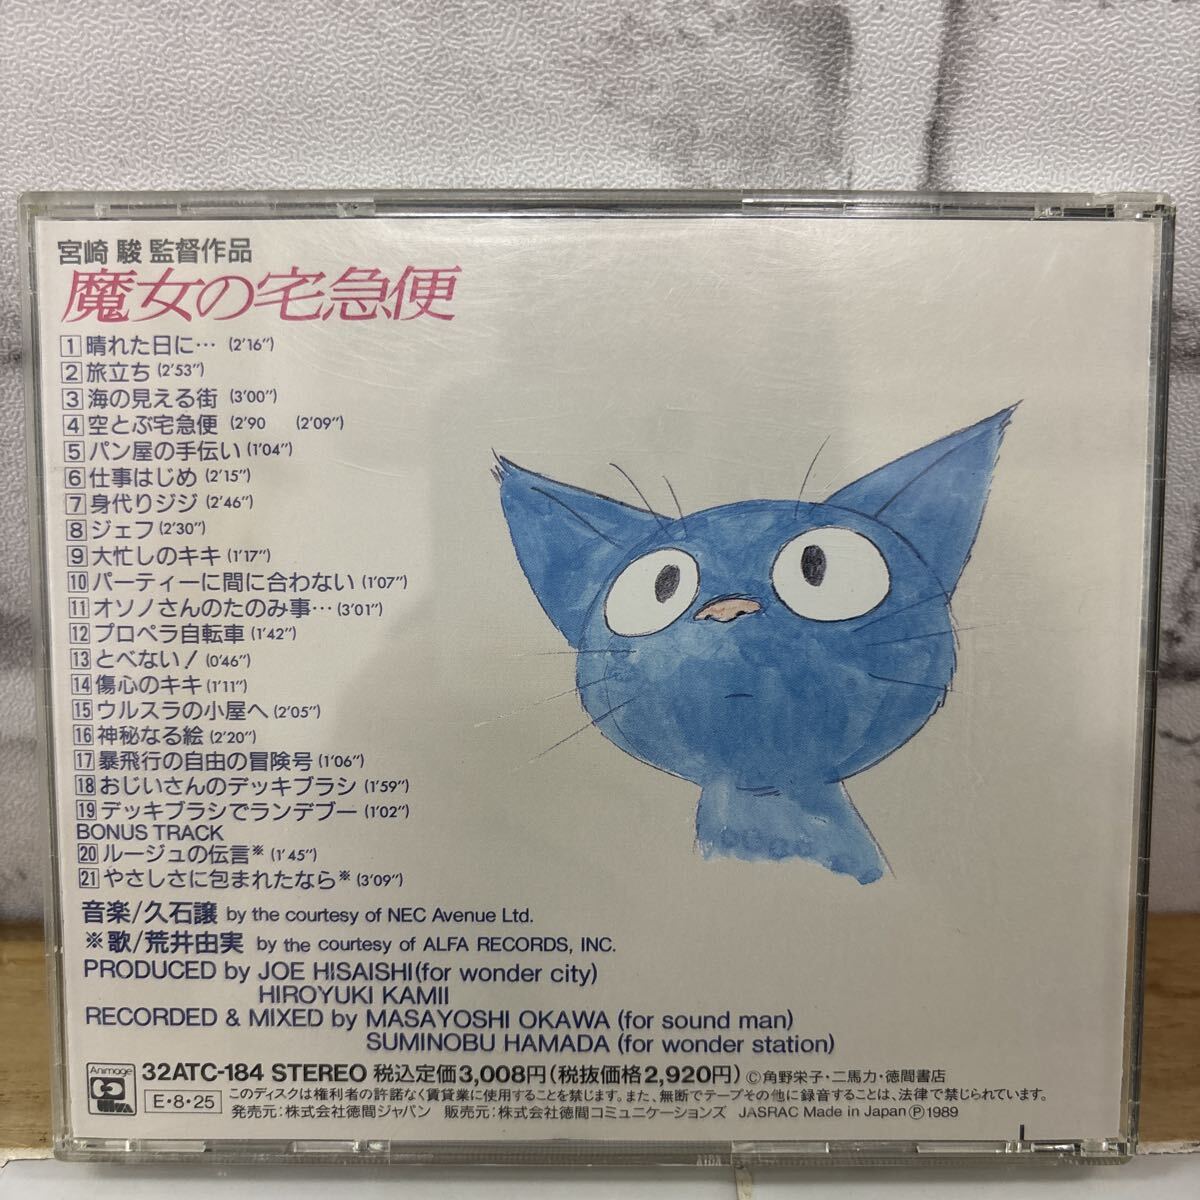 宮崎 駿 監督作品
魔女の宅急便
1 晴れた日に… (2'16")
2 旅立ち (2'53")
3 海の見える街 (3'00")
4 空とぶ宅急便 (2'90 (2'09")
5 パン屋の手伝い (1'04")
6 仕事はじめ (2'15")
7 身代りジジ (2'46")
8 ジェフ (2'30")
9 大忙しのキキ (1'17")
10 パーティーに間に合わない (1'07")
11 オソノさんのたのみ事… (3'01")
12 プロペラ自転車 (1'42")
13 とべない! (0'46")
14 傷心のキキ (1'11")
15 ウルスラの小屋へ (2'05")
16 神秘なる絵 (2'20")
17 暴飛行の自由の冒険号 (1'06")
18 おじいさんのデッキブラシ (1'59")
19 デッキブラシでランデブー (1'02")
BONUS TRACK
20 ルージュの伝言※ (1'45")
21 やさしさに包まれたなら※ (3'09")
音楽/久石譲 by the courtesy of NEC Avenue Ltd.
※歌/荒井由実 by the courtesy of ALFA RECORDS, INC.
PRODUCED by JOE HISAISHI (for wonder city)
HIROYUKI KAMII
RECORDED & MIXED by MASAYOSHI OKAWA (for sound man)
SUMINOBU HAMADA (for wonder station)
Animage 32ATC-184 STEREO 税込定価3,008円(税抜価格2,920円) ©角野栄子・二馬力・徳間書店
E・8・25 このディスクは権利者の許諾なく賃貸業に使用することを禁じます。また、無断でテープその他に録音することは、法律で禁じられています。
発売元:株式会社徳間ジャパン 販売元:株式会社徳間コミュニケーションズ JASRAC Made in Japan ℗1989